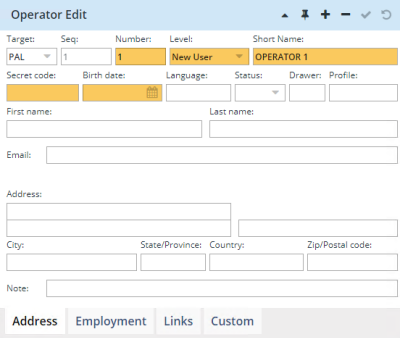 Operator Edit
Target: Seq: Number: Level: Short Name:
PAL 1 1 New User OPERATOR 1
Secret code: Birth date: Language: Status: Drawer: Profile:
First name: Last name:
Email:
Address:
City: State/Province: Country: Zip/Postal code:
Note:
Address Employment Links Custom